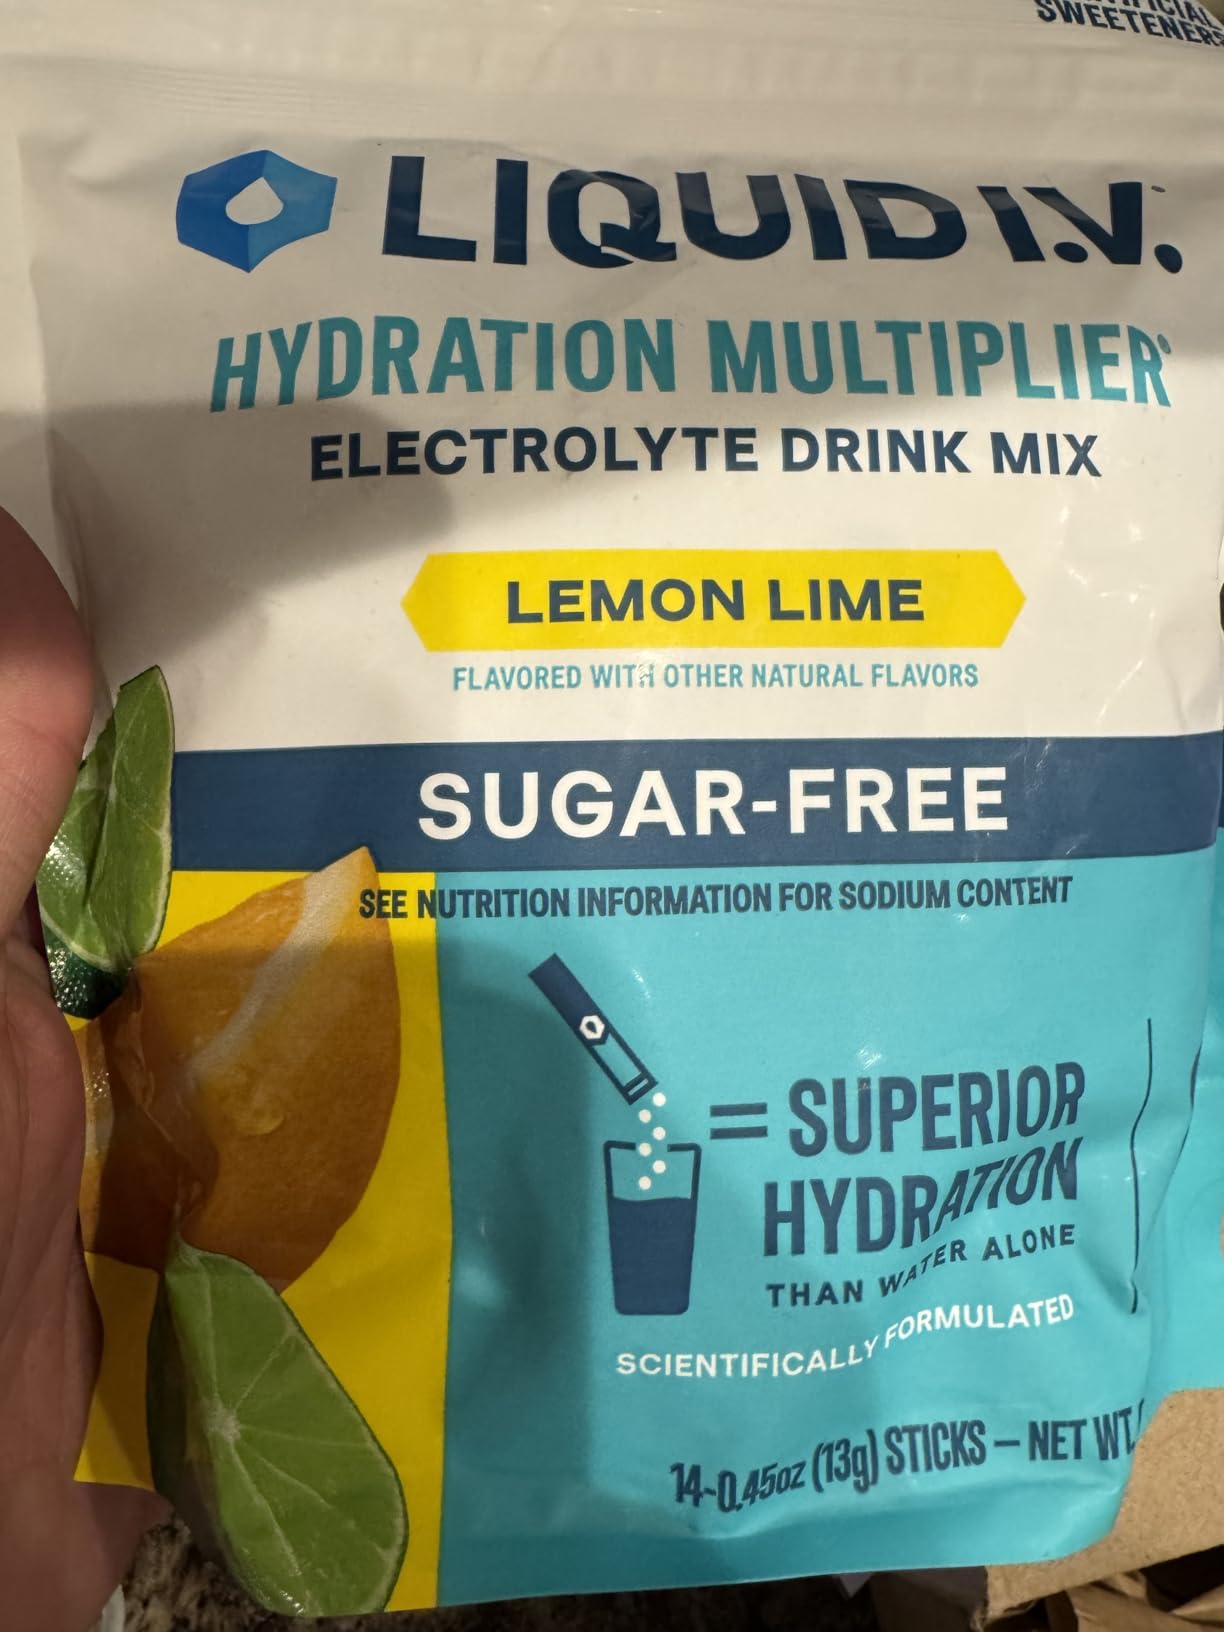 SWEETENERS
LIQUID I.V.
HYDRATION MULTIPLIER®
ELECTROLYTE DRINK MIX
LEMON LIME
FLAVORED WITH OTHER NATURAL FLAVORS
SUGAR-FREE
SEE NUTRITION INFORMATION FOR SODIUM CONTENT
= SUPERIOR
HYDRATION
THAN WATER ALONE
SCIENTIFICALLY FORMULATED
14-0.45oz (13g) STICKS – NET WT.